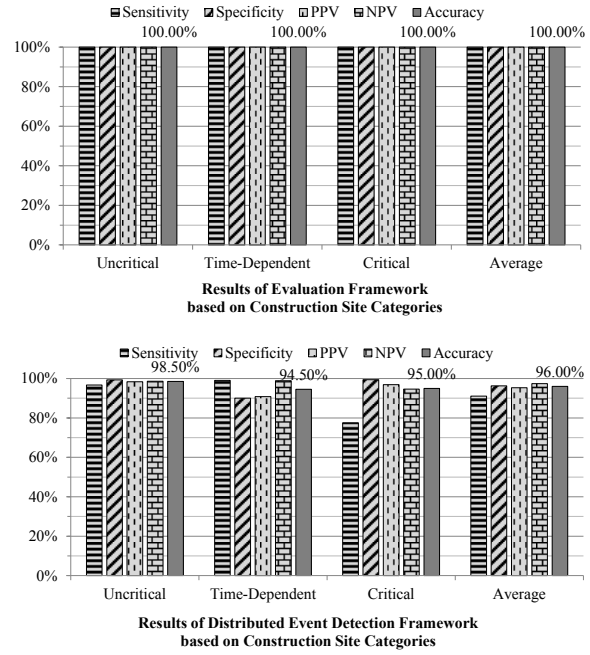 Sensitivity Specificity PPV NPV Accuracy
100.00% 100.00% 100.00% 100.00%
100%
80%
60%
40%
20%
0%
Uncritical Time-Dependent Critical Average
Results of Evaluation Framework
based on Construction Site Categories
Sensitivity Specificity PPV NPV Accuracy
98.50% 94.50% 95.00% 96.00%
100%
80%
60%
40%
20%
0%
Uncritical Time-Dependent Critical Average
Results of Distributed Event Detection Framework
based on Construction Site Categories